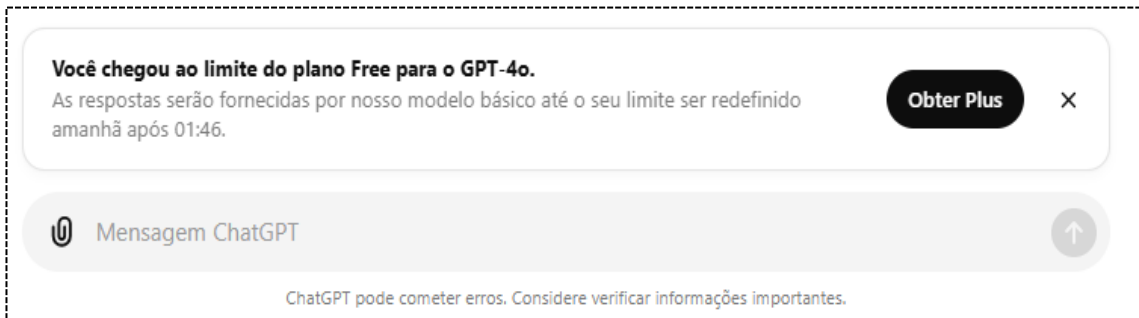 Você chegou ao limite do plano Free para o GPT-4o.
As respostas serão fornecidas por nosso modelo básico até o seu limite ser redefinido
amanhã após 01:46.
Obter Plus
Mensagem ChatGPT
ChatGPT pode cometer erros. Considere verificar informações importantes.